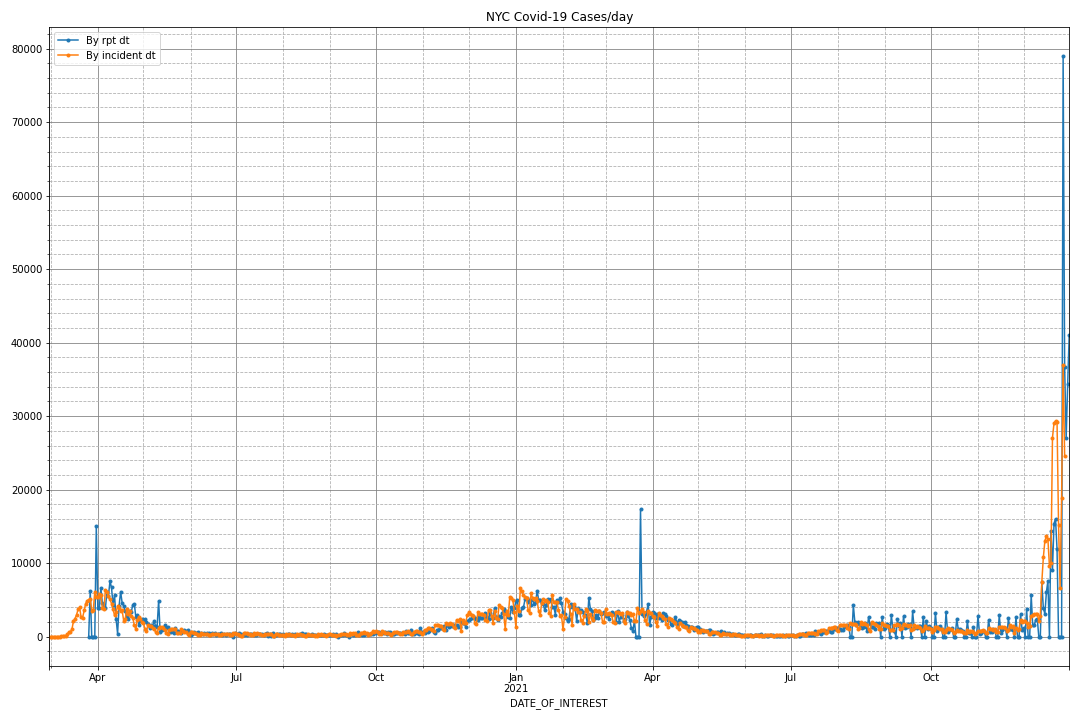 NYC Covid-19 Cases/day
By rpt dt
By incident dt
80000
70000
60000
50000
40000
30000
20000
10000
0
Apr Jul Oct Jan Apr Jul Oct
2021
DATE_OF_INTEREST